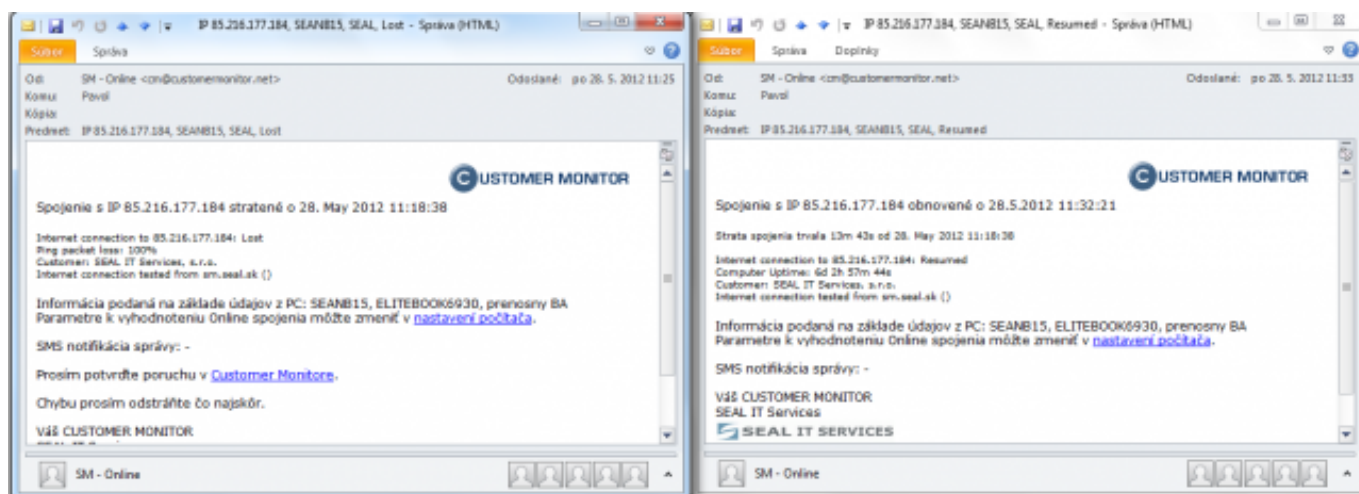 IP 85.216.177.184, SEANB15, SEAL, Lost - Správa (HTML)
Súbor Správa
Od: SM - Online <cm@customermonitor.net> Odoslané: po 28. 5. 2012 11:25
Komu: Pavol
Kópia:
Predmet: IP 85.216.177.184, SEANB15, SEAL, Lost
CUSTOMER MONITOR
Spojenie s IP 85.216.177.184 stratené o 28. May 2012 11:18:38
Internet connection to 85.216.177.184: Lost
Ping packet loss: 100%
Customer: SEAL IT Services, s.r.o.
Internet connection tested from sm.seal.sk ()
Informácia podaná na základe údajov z PC: SEANB15, ELITEBOOK6930, prenosny BA
Parametre k vyhodnoteniu Online spojenia môžte zmeniť v nastavení počítača.
SMS notifikácia správy: -
Prosím potvrďte poruchu v Customer Monitore.
Chybu prosím odstráňte čo najskôr.
Váš CUSTOMER MONITOR
SM - Online
IP 85.216.177.184, SEANB15, SEAL, Resumed - Správa (HTML)
Súbor Správa Doplnky
Od: SM - Online <cm@customermonitor.net> Odoslané: po 28. 5. 2012 11:33
Komu: Pavol
Kópia:
Predmet: IP 85.216.177.184, SEANB15, SEAL, Resumed
CUSTOMER MONITOR
Spojenie s IP 85.216.177.184 obnovené o 28.5.2012 11:32:21
Strata spojenia trvala 13m 43s od 28. May 2012 11:18:38
Internet connection to 85.216.177.184: Resumed
Computer Uptime: 6d 2h 57m 44s
Customer: SEAL IT Services, s.r.o.
Internet connection tested from sm.seal.sk ()
Informácia podaná na základe údajov z PC: SEANB15, ELITEBOOK6930, prenosny BA
Parametre k vyhodnoteniu Online spojenia môžte zmeniť v nastavení počítača.
SMS notifikácia správy: -
Váš CUSTOMER MONITOR
SEAL IT Services
SEAL IT SERVICES
SM - Online